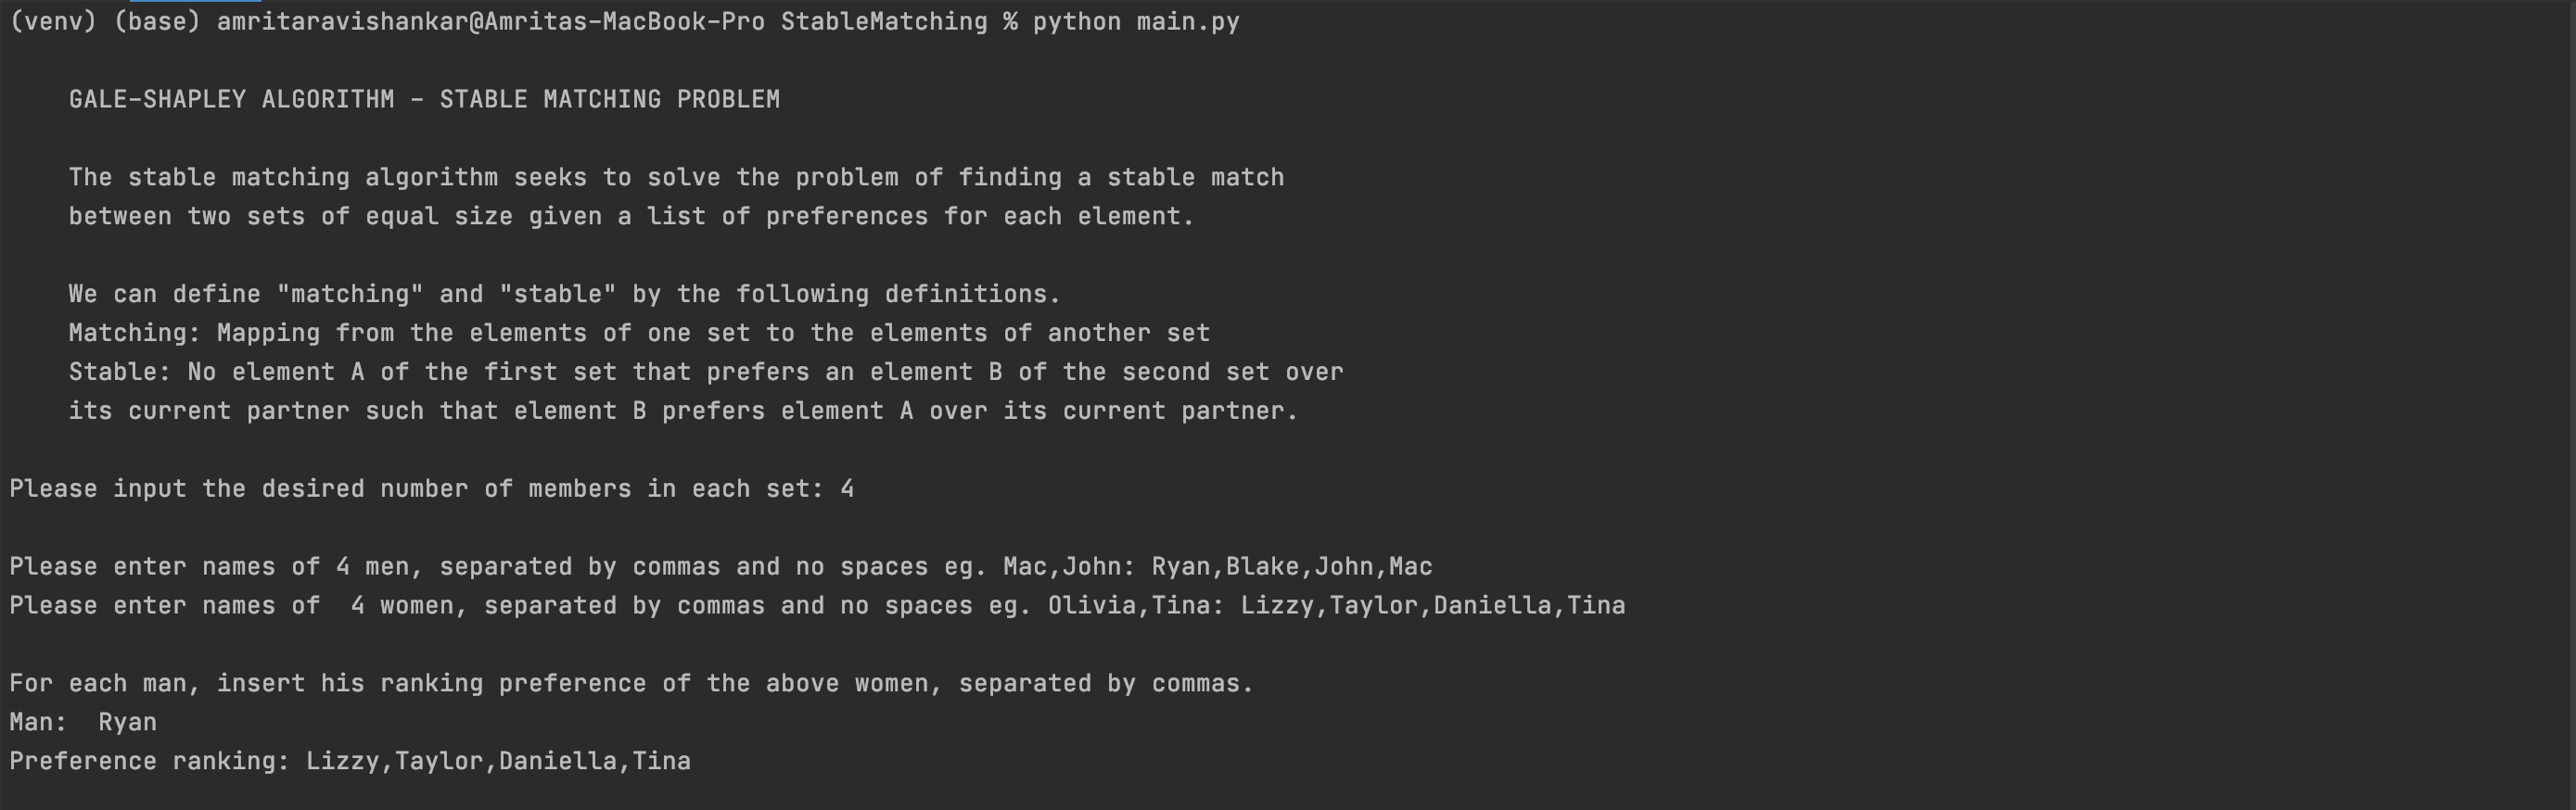 (venv) (base) amritaravishankar@Amritas-MacBook-Pro StableMatching % python main.py
GALE-SHAPLEY ALGORITHM - STABLE MATCHING PROBLEM
The stable matching algorithm seeks to solve the problem of finding a stable match
between two sets of equal size given a list of preferences for each element.
We can define "matching" and "stable" by the following definitions.
Matching: Mapping from the elements of one set to the elements of another set
Stable: No element A of the first set that prefers an element B of the second set over
its current partner such that element B prefers element A over its current partner.
Please input the desired number of members in each set: 4
Please enter names of 4 men, separated by commas and no spaces eg. Mac,John: Ryan,Blake,John,Mac
Please enter names of  4 women, separated by commas and no spaces eg. Olivia,Tina: Lizzy,Taylor,Daniella,Tina
For each man, insert his ranking preference of the above women, separated by commas.
Man:  Ryan
Preference ranking: Lizzy,Taylor,Daniella,Tina